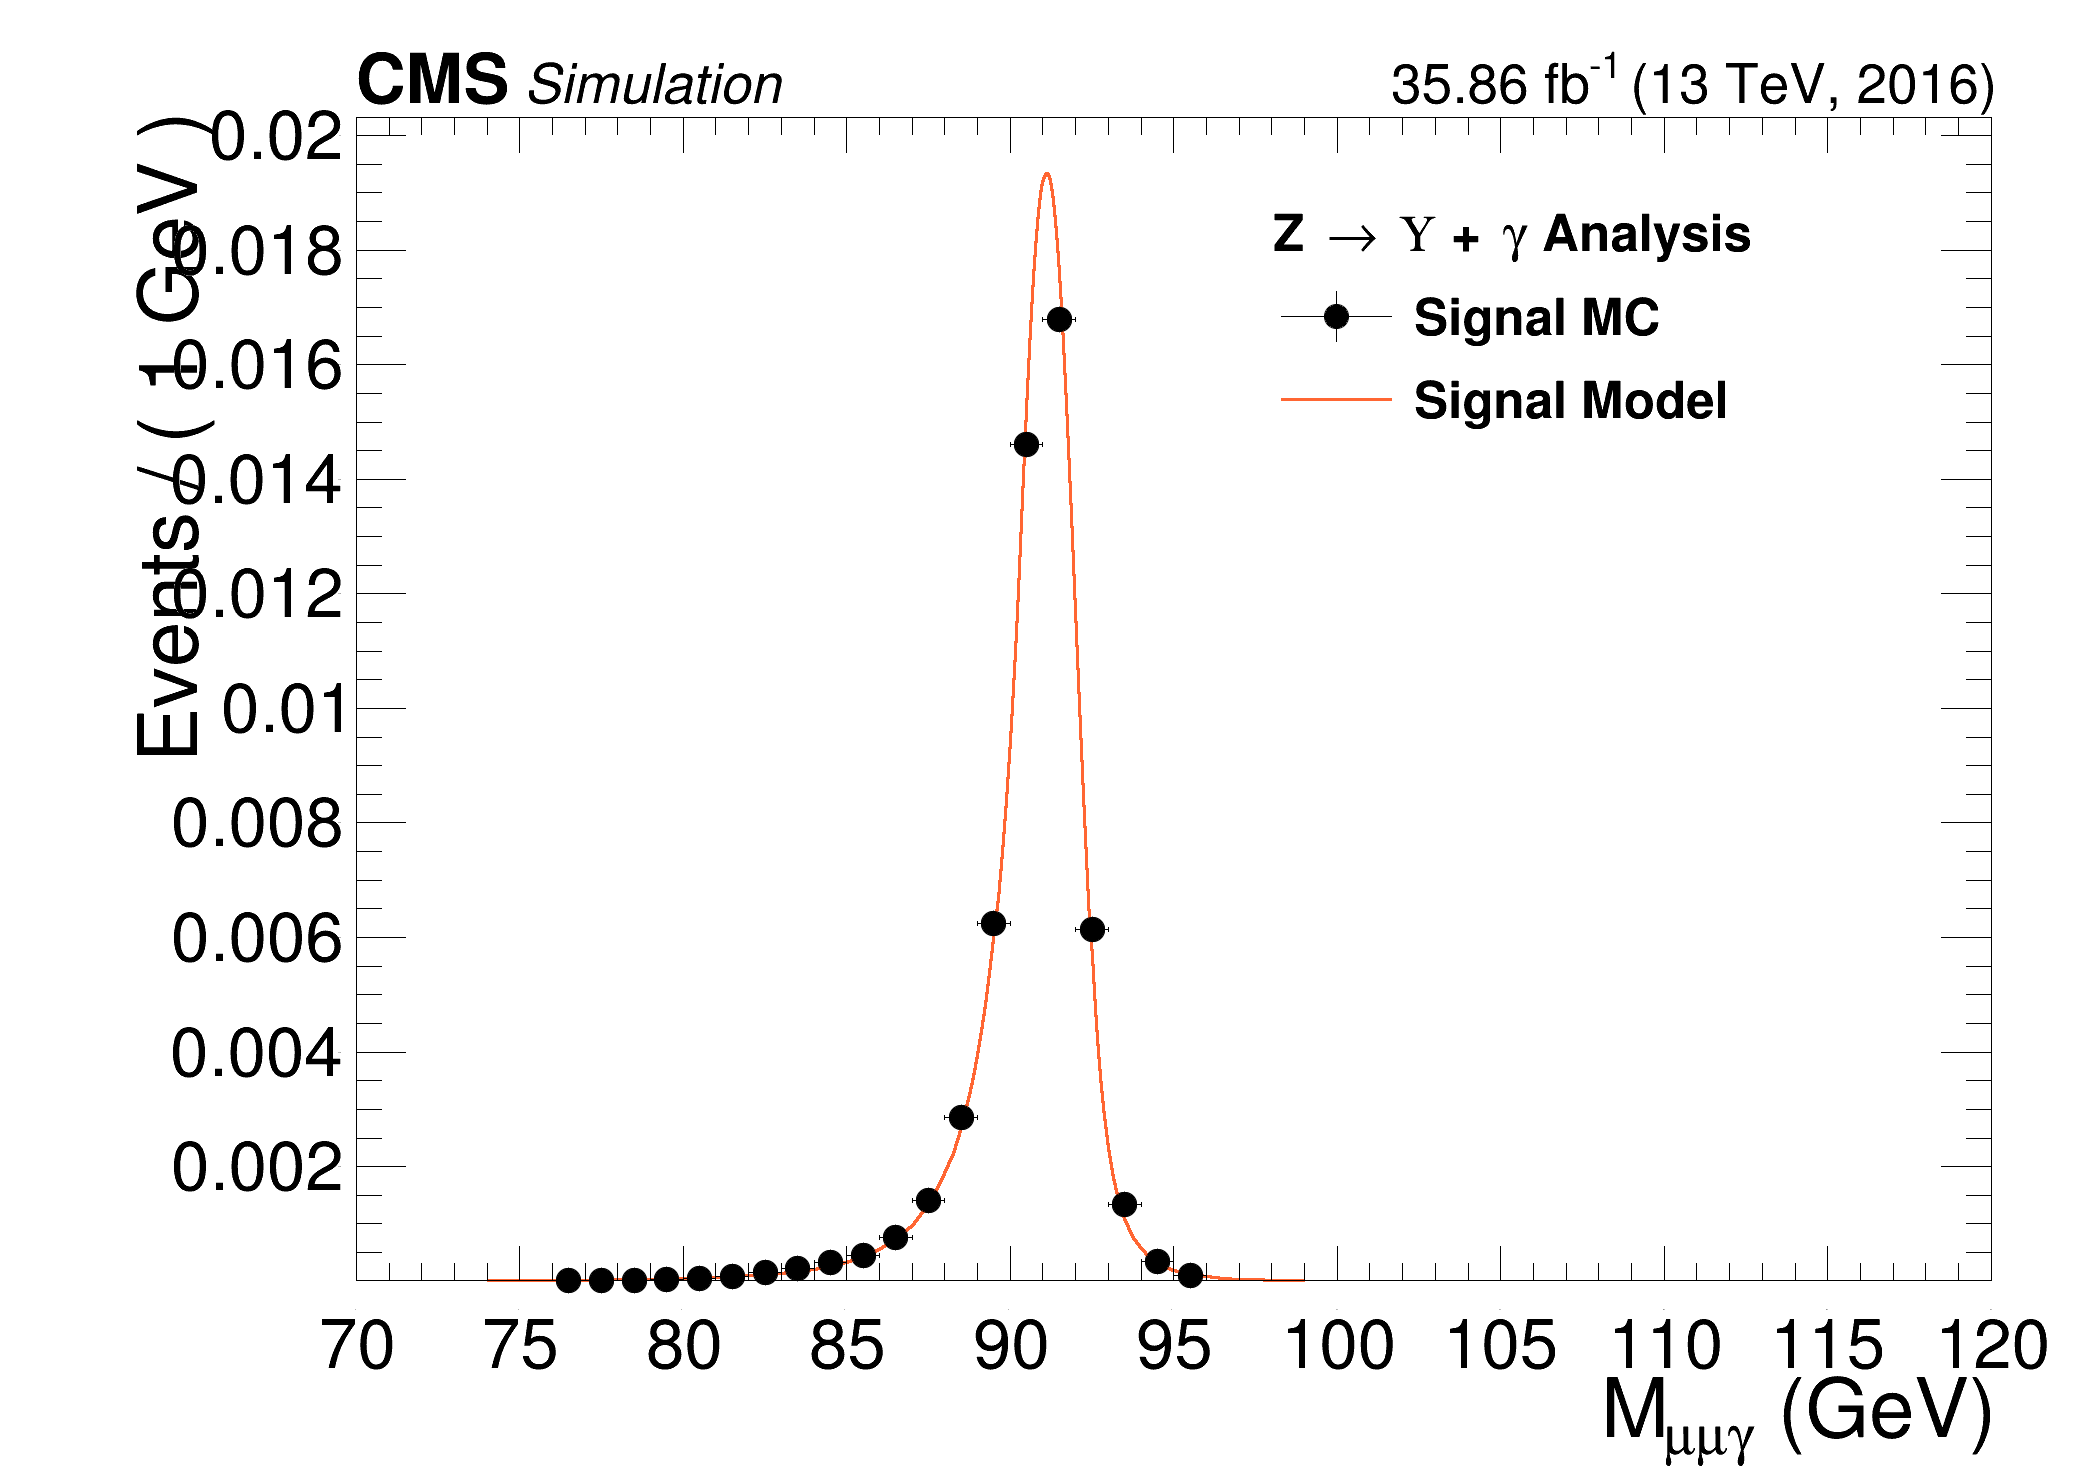 CMS Simulation
35.86 fb-1 (13 TeV, 2016)
Events / ( 1 GeV )
0.02
0.018
0.016
0.014
0.012
0.01
0.008
0.006
0.004
0.002
Z → Υ + γ Analysis
Signal MC
Signal Model
70 75 80 85 90 95 100 105 110 115 120
Mμμγ (GeV)